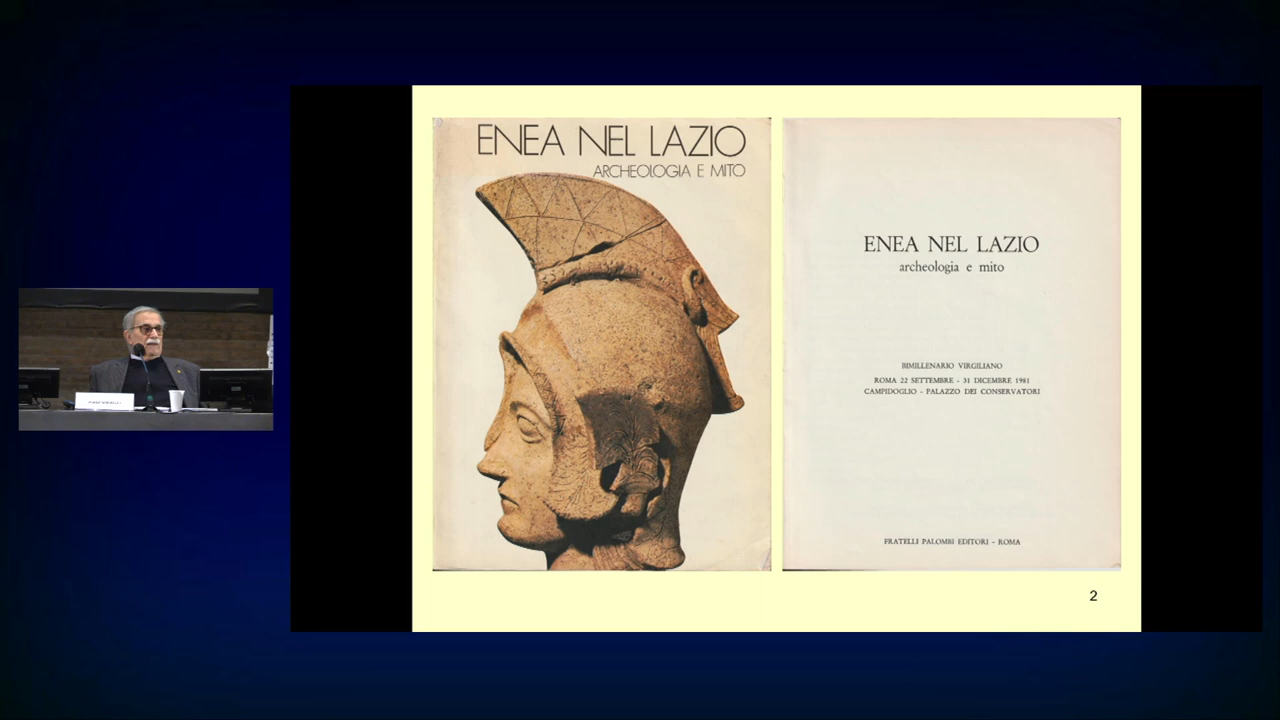 ENEA NEL LAZIO
ARCHEOLOGIA E MITO
ENEA NEL LAZIO
archeologia e mito
BIMILLENARIO VIRGILIANO
ROMA 22 SETTEMBRE - 31 DICEMBRE 1981
CAMPIDOGLIO - PALAZZO DEI CONSERVATORI
FRATELLI PALOMBI EDITORI - ROMA
2